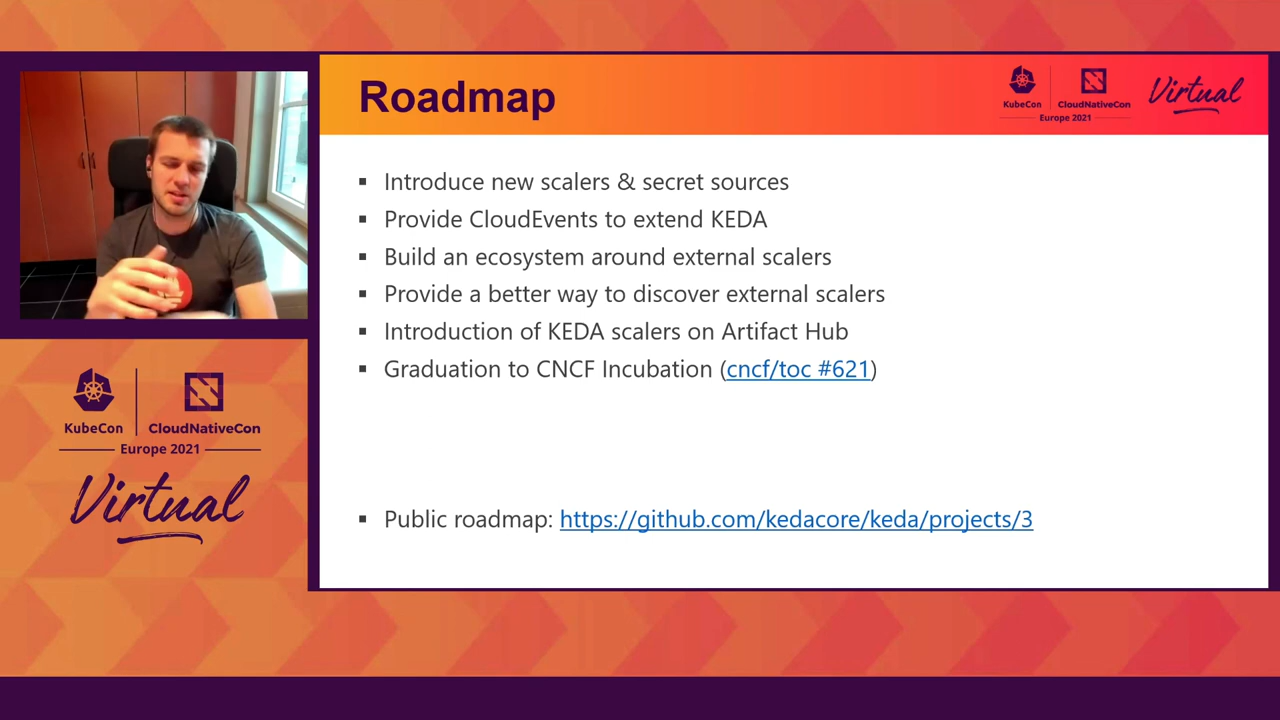 Roadmap
KubeCon
CloudNativeCon
Europe 2021
Virtual
▪ Introduce new scalers & secret sources
▪ Provide CloudEvents to extend KEDA
▪ Build an ecosystem around external scalers
▪ Provide a better way to discover external scalers
▪ Introduction of KEDA scalers on Artifact Hub
▪ Graduation to CNCF Incubation (cncf/toc #621)
▪ Public roadmap: https://github.com/kedacore/keda/projects/3
KubeCon
CloudNativeCon
Europe 2021
Virtual